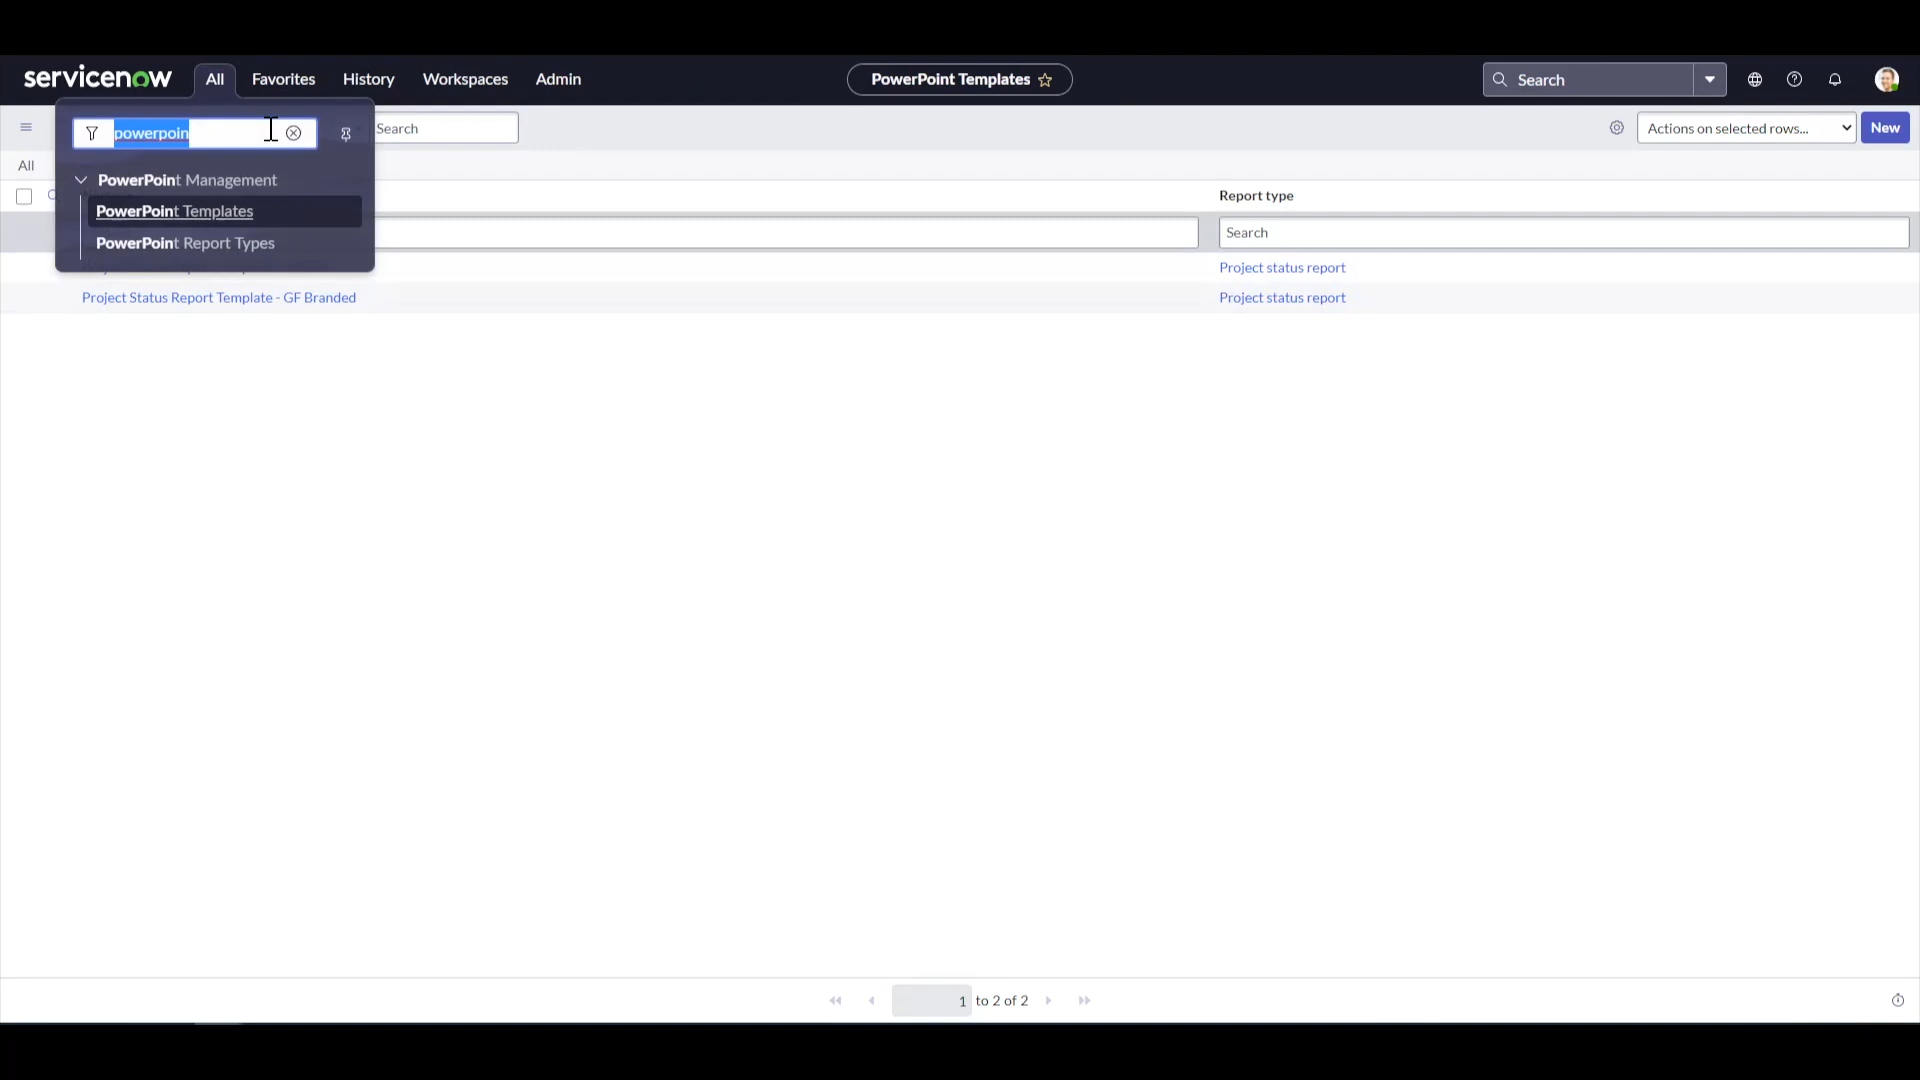 servicenow All Favorites History Workspaces Admin PowerPoint Templates Search
powerpoin Search Actions on selected rows... New
All
PowerPoint Management
Report type
PowerPoint Templates
Search
PowerPoint Report Types
Project status report
Project Status Report Template - GF Branded Project status report
1 to 2 of 2